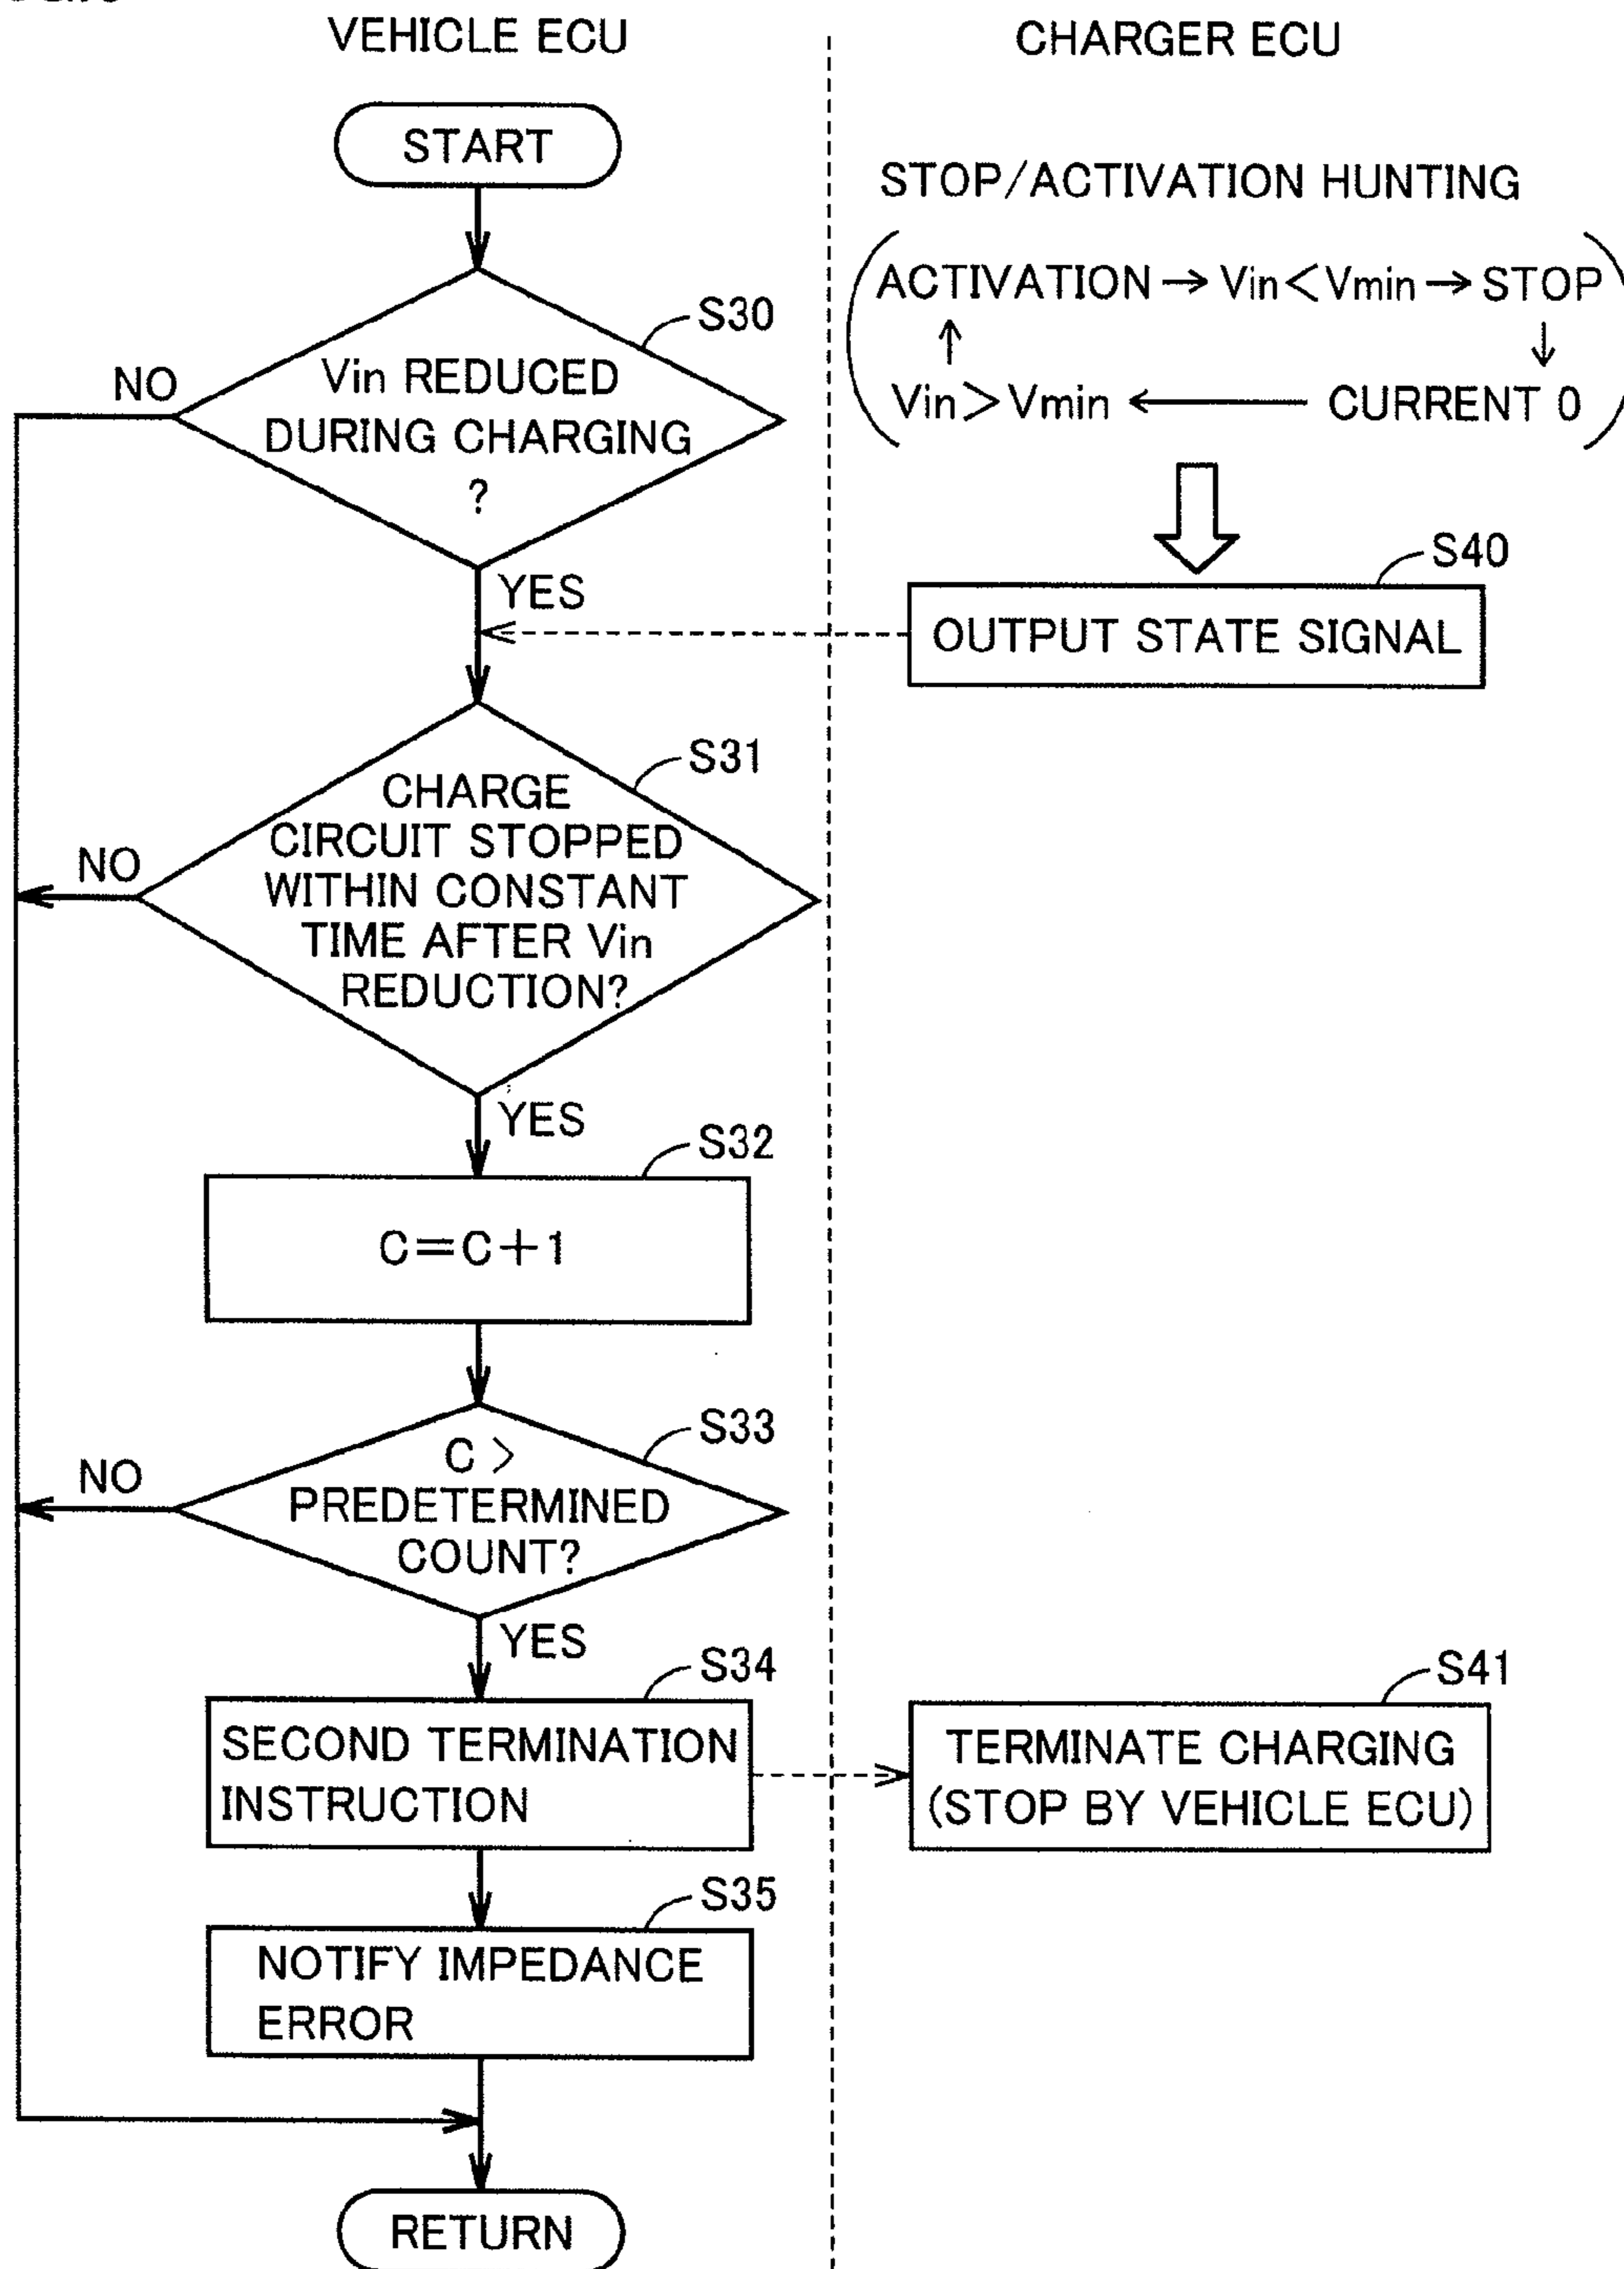 VEHICLE ECU
CHARGER ECU
START
STOP/ACTIVATION HUNTING
ACTIVATION → Vin<Vmin → STOP
↑ ↓
Vin>Vmin ← CURRENT 0
S30
NO
Vin REDUCED
DURING CHARGING
?
YES
S40
OUTPUT STATE SIGNAL
S31
NO
CHARGE
CIRCUIT STOPPED
WITHIN CONSTANT
TIME AFTER Vin
REDUCTION?
YES
S32
C=C+1
S33
NO
C >
PREDETERMINED
COUNT?
YES
S34
SECOND TERMINATION
INSTRUCTION
S41
TERMINATE CHARGING
(STOP BY VEHICLE ECU)
S35
NOTIFY IMPEDANCE
ERROR
RETURN